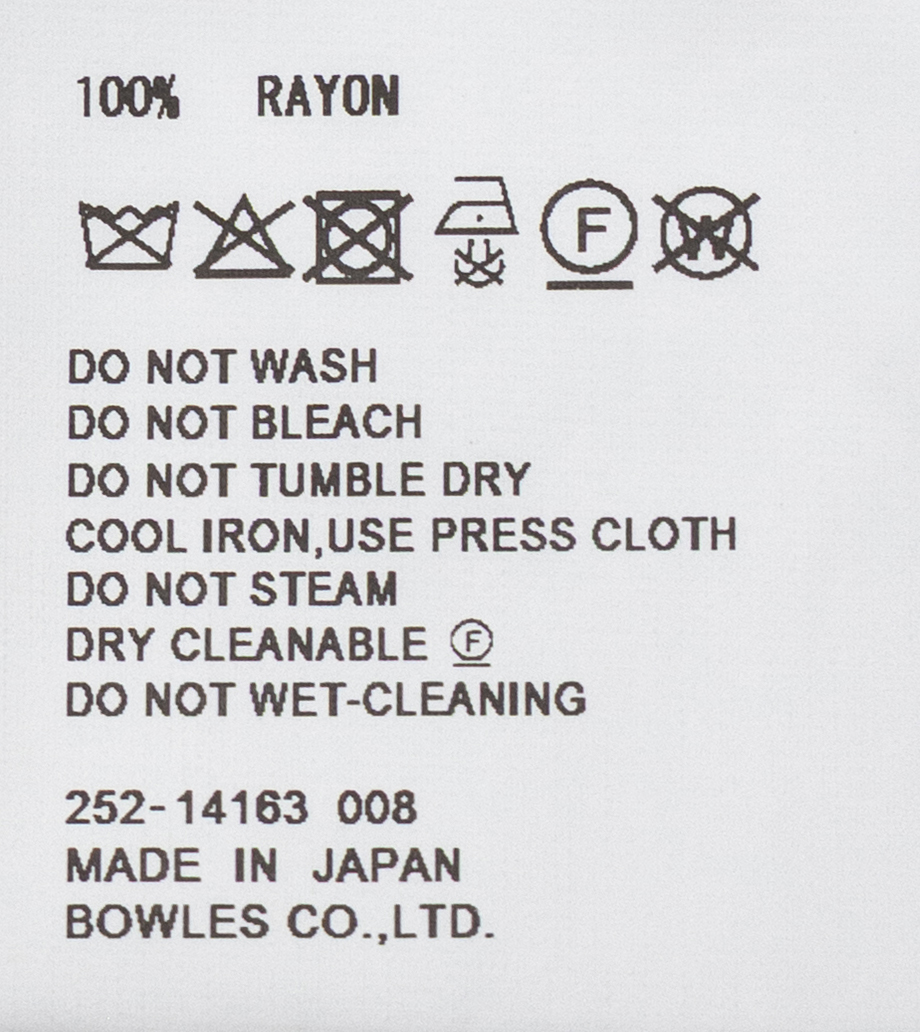 100% RAYON
F W
DO NOT WASH
DO NOT BLEACH
DO NOT TUMBLE DRY
COOL IRON,USE PRESS CLOTH
DO NOT STEAM
DRY CLEANABLE Ⓕ
DO NOT WET-CLEANING
252-14163 008
MADE IN JAPAN
BOWLES CO.,LTD.